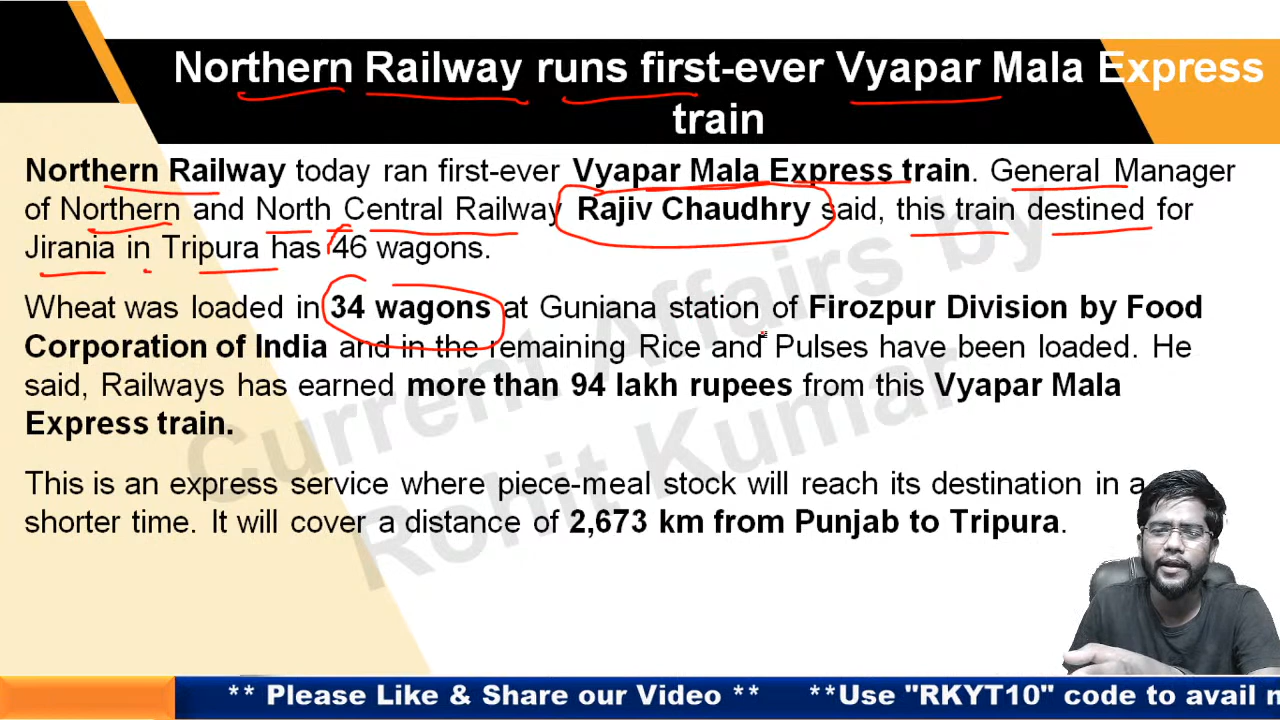 Northern Railway runs first-ever Vyapar Mala Express
train
Northern Railway today ran first-ever Vyapar Mala Express train. General Manager
of Northern and North Central Railway Rajiv Chaudhry said, this train destined for
Jirania in Tripura has 46 wagons.
Wheat was loaded in 34 wagons at Guniana station of Firozpur Division by Food
Corporation of India and in the remaining Rice and Pulses have been loaded. He
said, Railways has earned more than 94 lakh rupees from this Vyapar Mala
Express train.
This is an express service where piece-meal stock will reach its destination in a
shorter time. It will cover a distance of 2,673 km from Punjab to Tripura.
Current Affairs by
Rohit Kumar
** Please Like & Share our Video ** **Use "RKYT10" code to avail